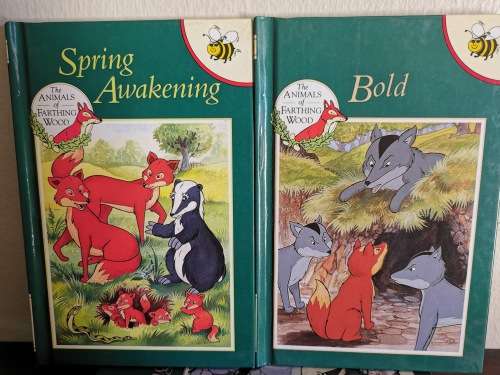 Spring
Awakening
The
ANIMALS
of
FARTHING
WOOD
Bold
The
ANIMALS
of
FARTHING
WOOD